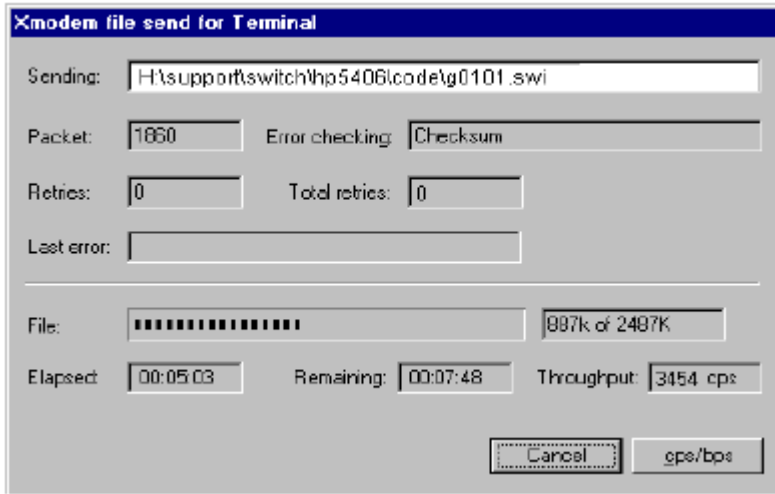 Xmodem file send for Terminal
Sending: H:\support\switch\hp5406\code\g0101.swi
Packet: 1860 Error checking: Checksum
Retries: 0 Total retries: 0
Last error:
File: 887k of 2487K
Elapsed: 00:05:03 Remaining: 00:07:48 Throughput: 3454 cps
Cancel cps/bps